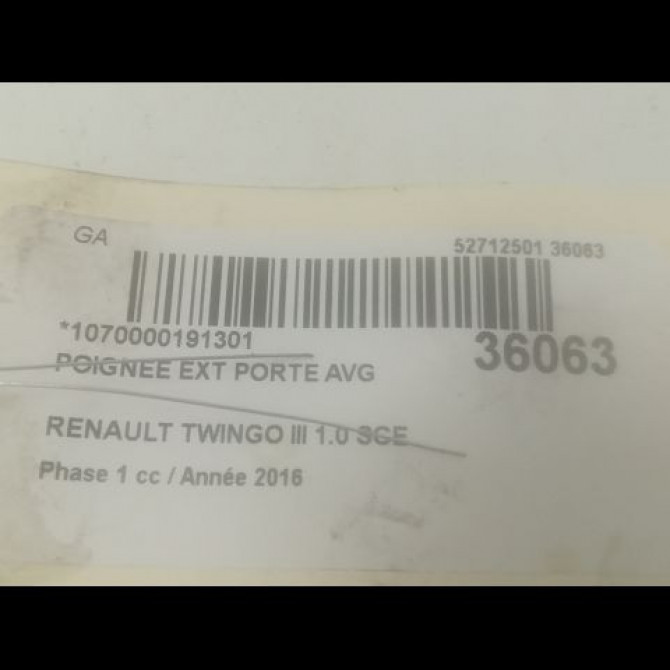 GA
52712501 36063
*1070000191301
36063
POIGNEE EXT PORTE AVG
RENAULT TWINGO III 1.0 SCE
Phase 1 cc / Année 2016